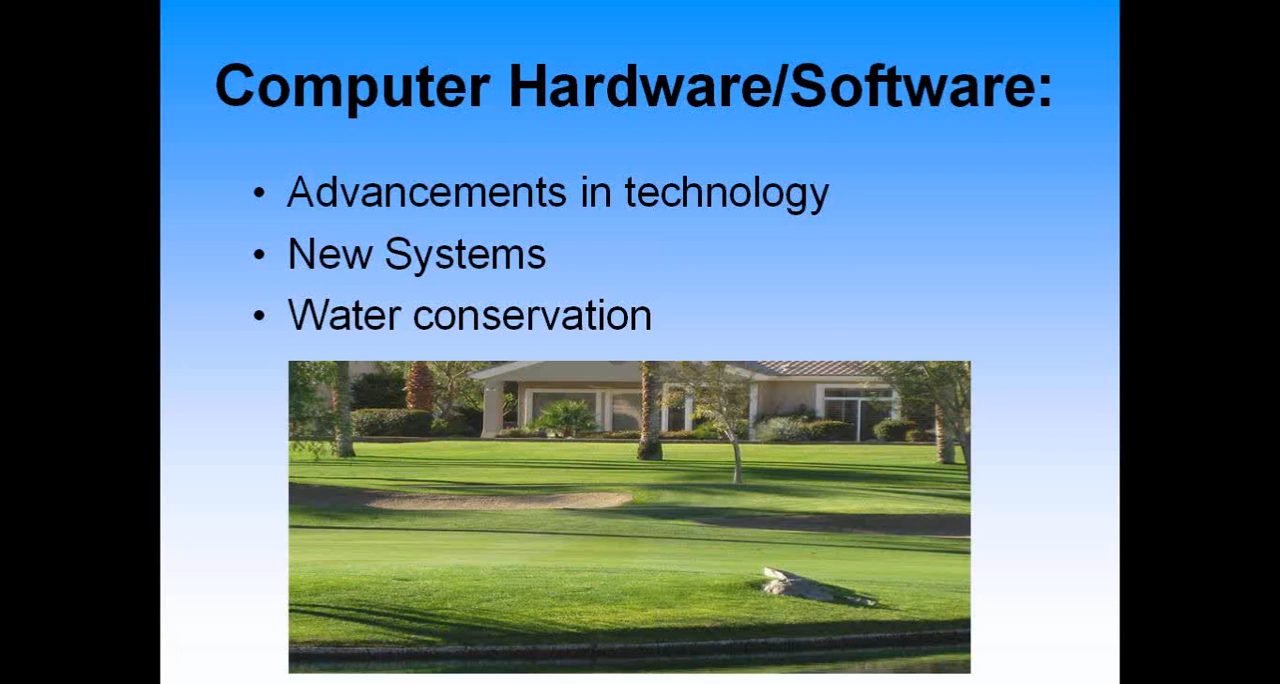 Computer Hardware/Software:
• Advancements in technology
• New Systems
• Water conservation